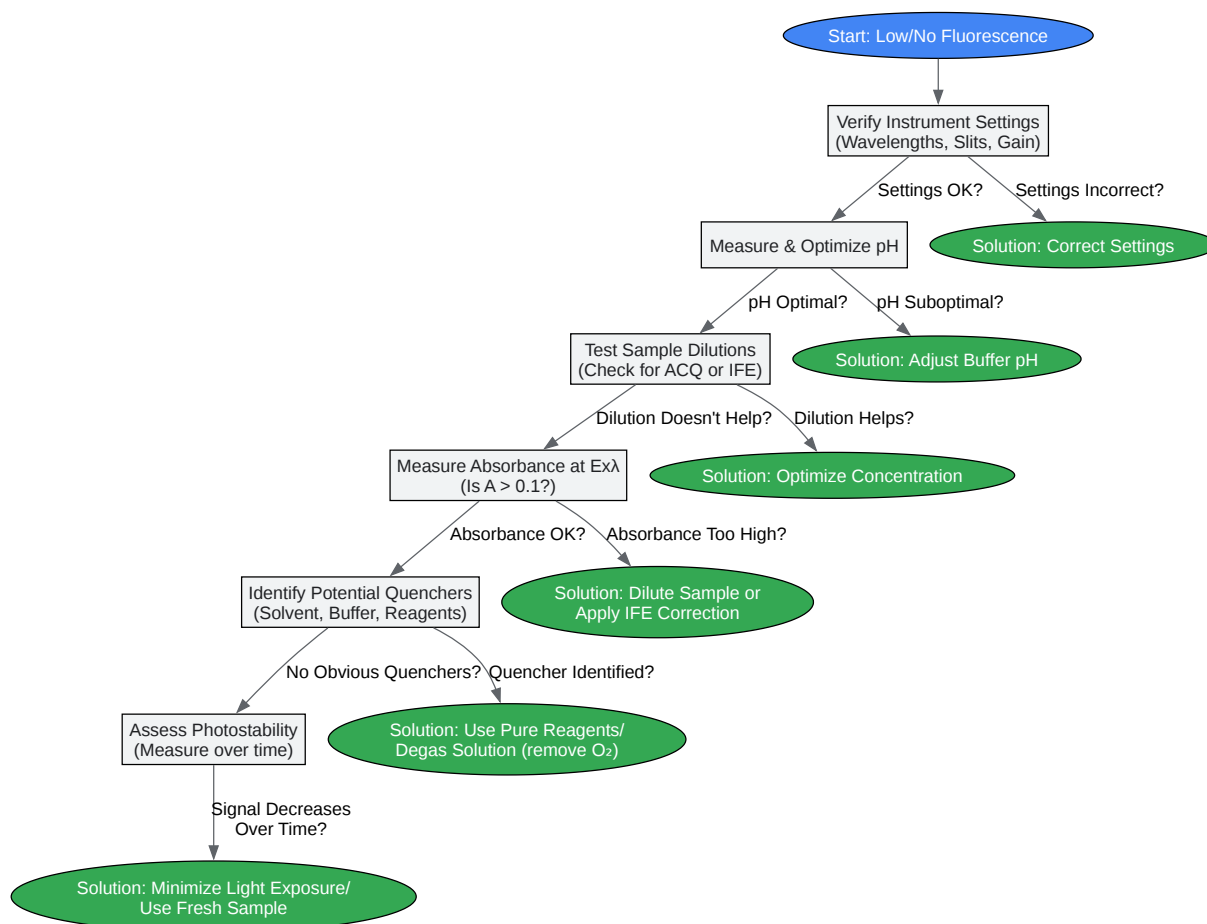 Start: Low/No Fluorescence
Verify Instrument Settings
(Wavelengths, Slits, Gain)
Settings OK?
Settings Incorrect?
Measure & Optimize pH
Solution: Correct Settings
pH Optimal?
pH Suboptimal?
Test Sample Dilutions
(Check for ACQ or IFE)
Solution: Adjust Buffer pH
Dilution Doesn't Help?
Dilution Helps?
Measure Absorbance at Exλ
(Is A > 0.1?)
Solution: Optimize Concentration
Absorbance OK?
Absorbance Too High?
Identify Potential Quenchers
(Solvent, Buffer, Reagents)
Solution: Dilute Sample or
Apply IFE Correction
No Obvious Quenchers?
Quencher Identified?
Assess Photostability
(Measure over time)
Solution: Use Pure Reagents/
Degas Solution (remove O₂)
Signal Decreases
Over Time?
Solution: Minimize Light Exposure/
Use Fresh Sample